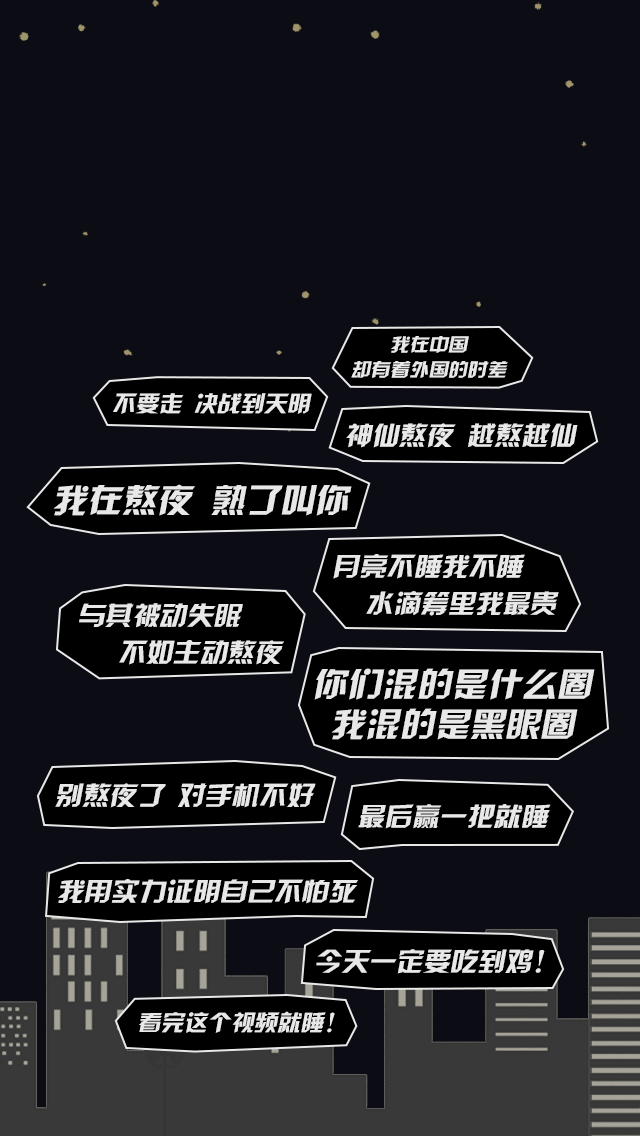 我在中国
却有着外国的时差
不要走 决战到天明
神仙熬夜 越熬越仙
我在熬夜 熟了叫你
月亮不睡我不睡
水滴筹里我最贵
与其被动失眠
不如主动熬夜
你们混的是什么圈
我混的是黑眼圈
别熬夜了 对手机不好
最后赢一把就睡
我用实力证明自己不怕死
今天一定要吃到鸡!
看完这个视频就睡!